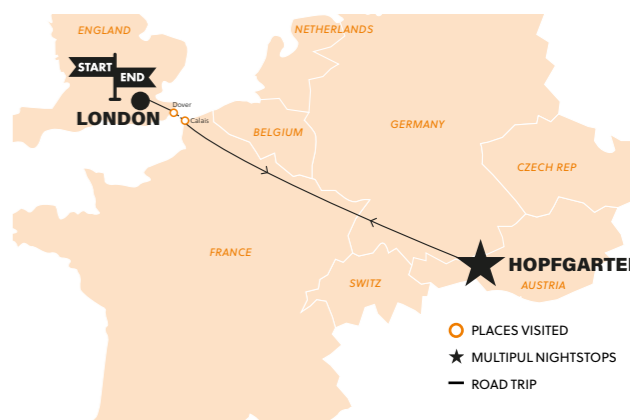 ENGLAND
NETHERLANDS
START
END
LONDON
Dover
Calais
BELGIUM
GERMANY
CZECH REP
FRANCE
SWITZ
HOPFGARTE
AUSTRIA
PLACES VISITED
MULTIPUL NIGHTSTOPS
ROAD TRIP